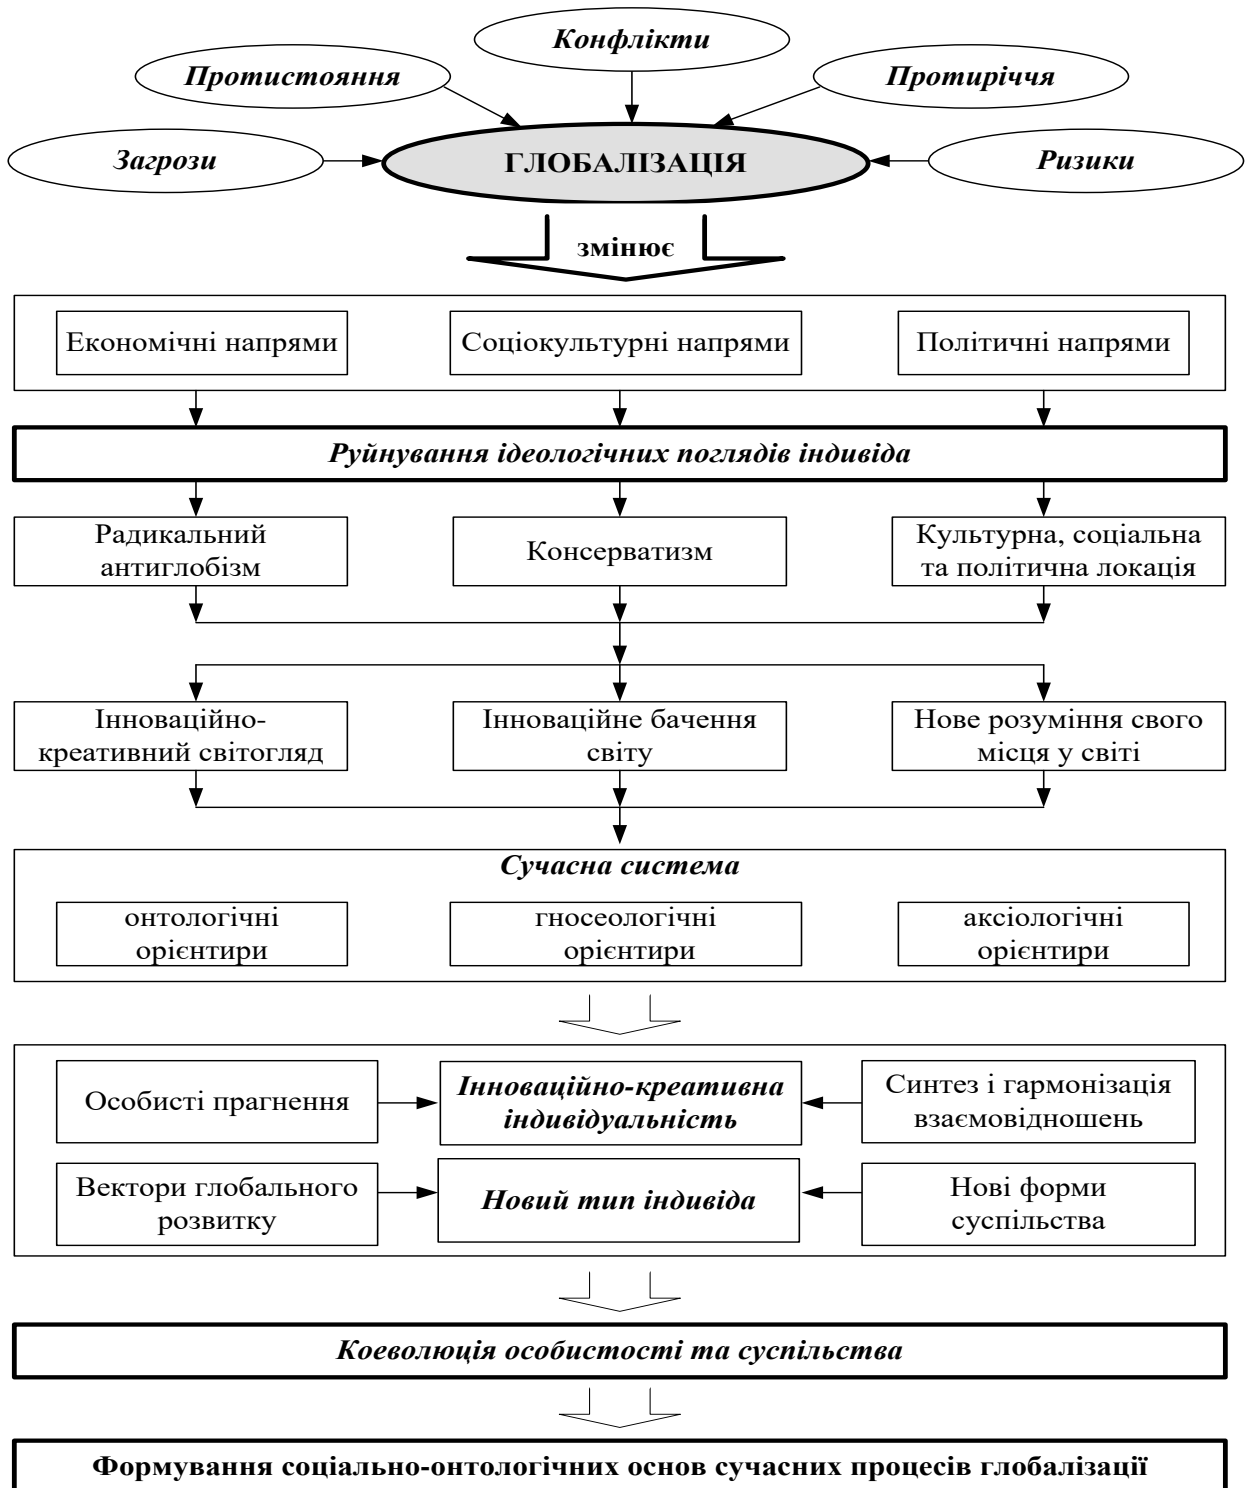 Конфлікти
Протистояння
Протиріччя
Загрози
ГЛОБАЛІЗАЦІЯ
Ризики
змінює
Економічні напрями
Соціокультурні напрями
Політичні напрями
Руйнування ідеологічних поглядів індивіда
Радикальний
антиглобізм
Консерватизм
Культурна, соціальна
та політична локація
Інноваційно-
креативний світогляд
Інноваційне бачення
світу
Нове розуміння свого
місця у світі
Сучасна система
онтологічні
орієнтири
гносеологічні
орієнтири
аксіологічні
орієнтири
Особисті прагнення
Інноваційно-креативна
індивідуальність
Синтез і гармонізація
взаємовідношень
Вектори глобального
розвитку
Новий тип індивіда
Нові форми
суспільства
Коеволюція особистості та суспільства
Формування соціально-онтологічних основ сучасних процесів глобалізації